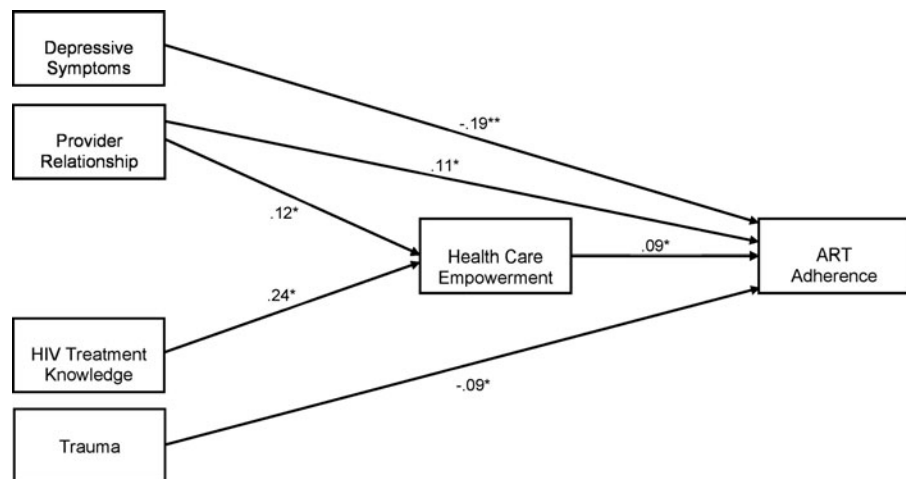 Depressive
Symptoms
-.19**
Provider
Relationship
.11*
.12*
Health Care
Empowerment
.09*
ART
Adherence
.24*
HIV Treatment
Knowledge
-.09*
Trauma